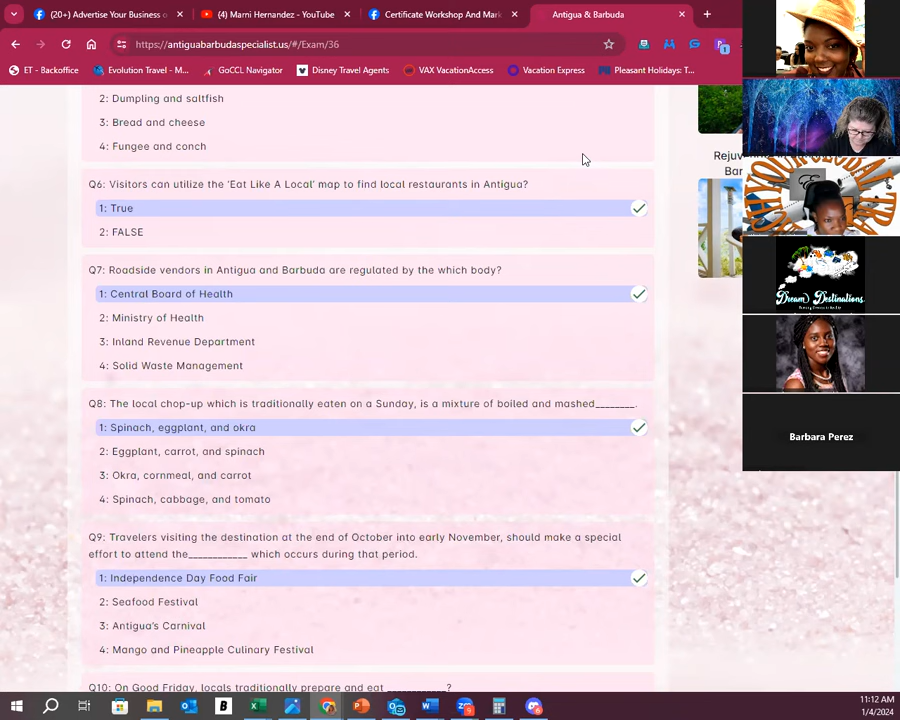 (20+) Advertise Your Business o
(4) Marni Hernandez - YouTube
Certificate Workshop And Mark
Antigua & Barbuda
https://antiguabarbudaspecialist.us/#/Exam/36
ET - Backoffice
Evolution Travel - M...
GoCCL Navigator
Disney Travel Agents
VAX VacationAccess
Vacation Express
Pleasant Holidays: T...
2: Dumpling and saltfish
3: Bread and cheese
4: Fungee and conch
Q6: Visitors can utilize the 'Eat Like A Local' map to find local restaurants in Antigua?
1: True
2: FALSE
Q7: Roadside vendors in Antigua and Barbuda are regulated by the which body?
1: Central Board of Health
2: Ministry of Health
3: Inland Revenue Department
4: Solid Waste Management
Q8: The local chop-up which is traditionally eaten on a Sunday, is a mixture of boiled and mashed________.
1: Spinach, eggplant, and okra
2: Eggplant, carrot, and spinach
3: Okra, cornmeal, and carrot
4: Spinach, cabbage, and tomato
Q9: Travelers visiting the destination at the end of October into early November, should make a special
effort to attend the____________ which occurs during that period.
1: Independence Day Food Fair
2: Seafood Festival
3: Antigua's Carnival
4: Mango and Pineapple Culinary Festival
Q10: On Good Friday, locals traditionally prepare and eat ____________?
Dream Destinations
Barbara Perez
11:12 AM
1/4/2024